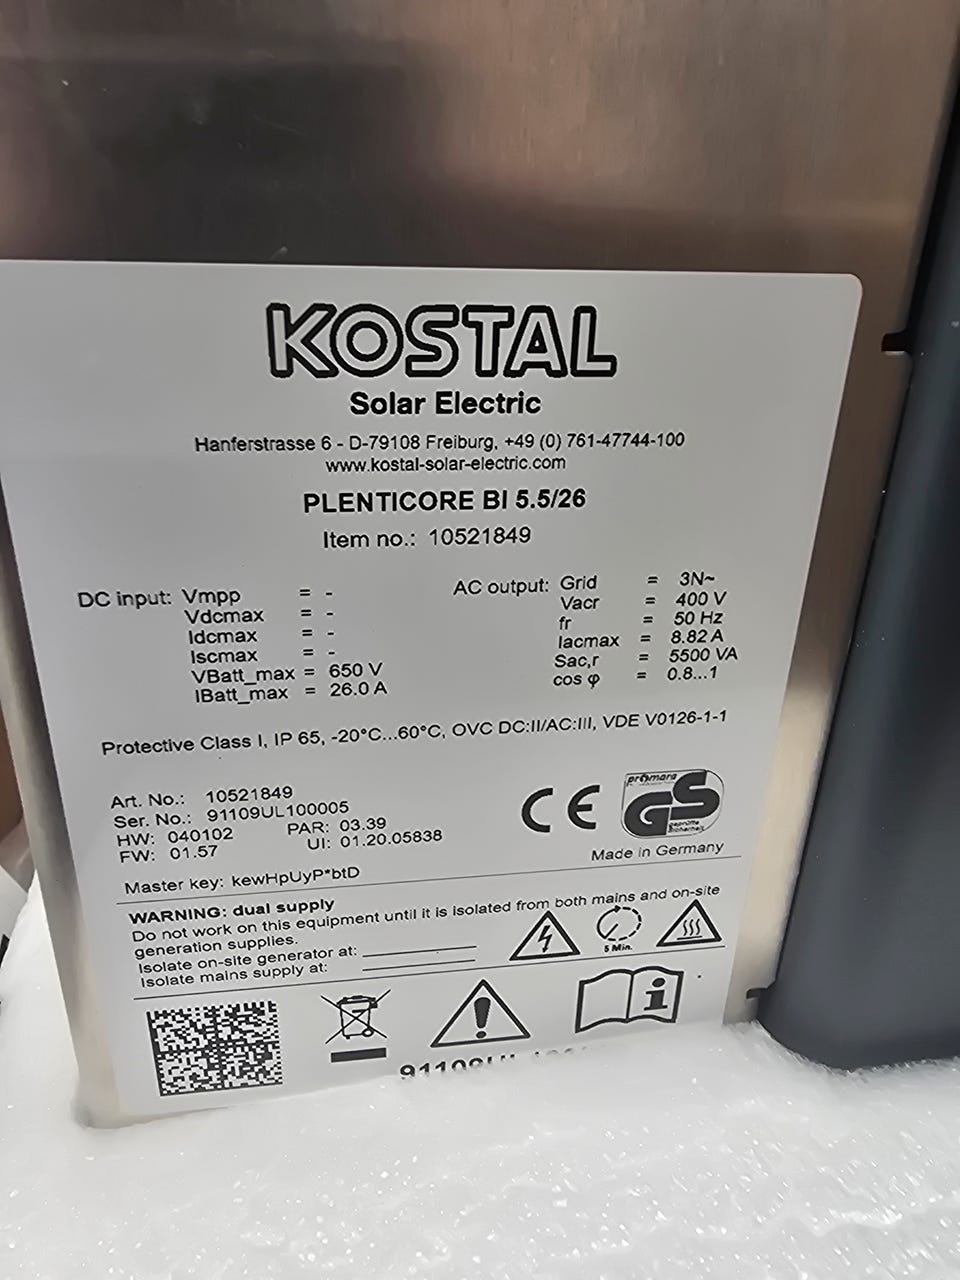 KOSTAL
Solar Electric
Hanferstrasse 6 - D-79108 Freiburg, +49 (0) 761-47744-100
www.kostal-solar-electric.com
PLENTICORE BI 5.5/26
Item no.: 10521849
DC input: Vmpp = -
Vdcmax = -
Idcmax = -
Iscmax = -
VBatt_max = 650 V
IBatt_max = 26.0 A
AC output: Grid = 3N~
Vacr = 400 V
fr = 50 Hz
Iacmax = 8.82 A
Sac,r = 5500 VA
cos φ = 0.8...1
Protective Class I, IP 65, -20°C...60°C, OVC DC:II/AC:III, VDE V0126-1-1
Art. No.: 10521849
Ser. No.: 91109UL100005
HW: 040102 PAR: 03.39
FW: 01.57 UI: 01.20.05838
Master key: kewHpUyP*btD
CE
primara
GS
geprüfte
Sicherheit
Made in Germany
WARNING: dual supply
Do not work on this equipment until it is isolated from both mains and on-site
generation supplies.
Isolate on-site generator at:
Isolate mains supply at:
5 Min.